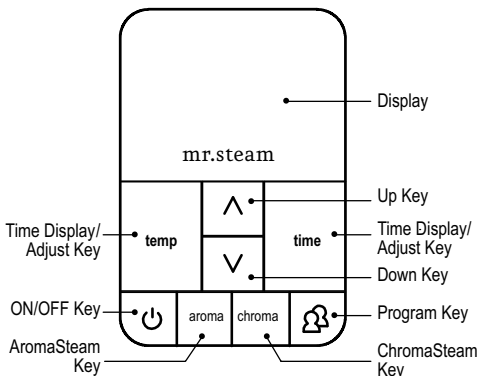 Display
mr.steam
Up Key
Time Display/
Adjust Key
temp
time
Time Display/
Adjust Key
Down Key
ON/OFF Key
aroma
chroma
Program Key
AromaSteam
Key
ChromaSteam
Key